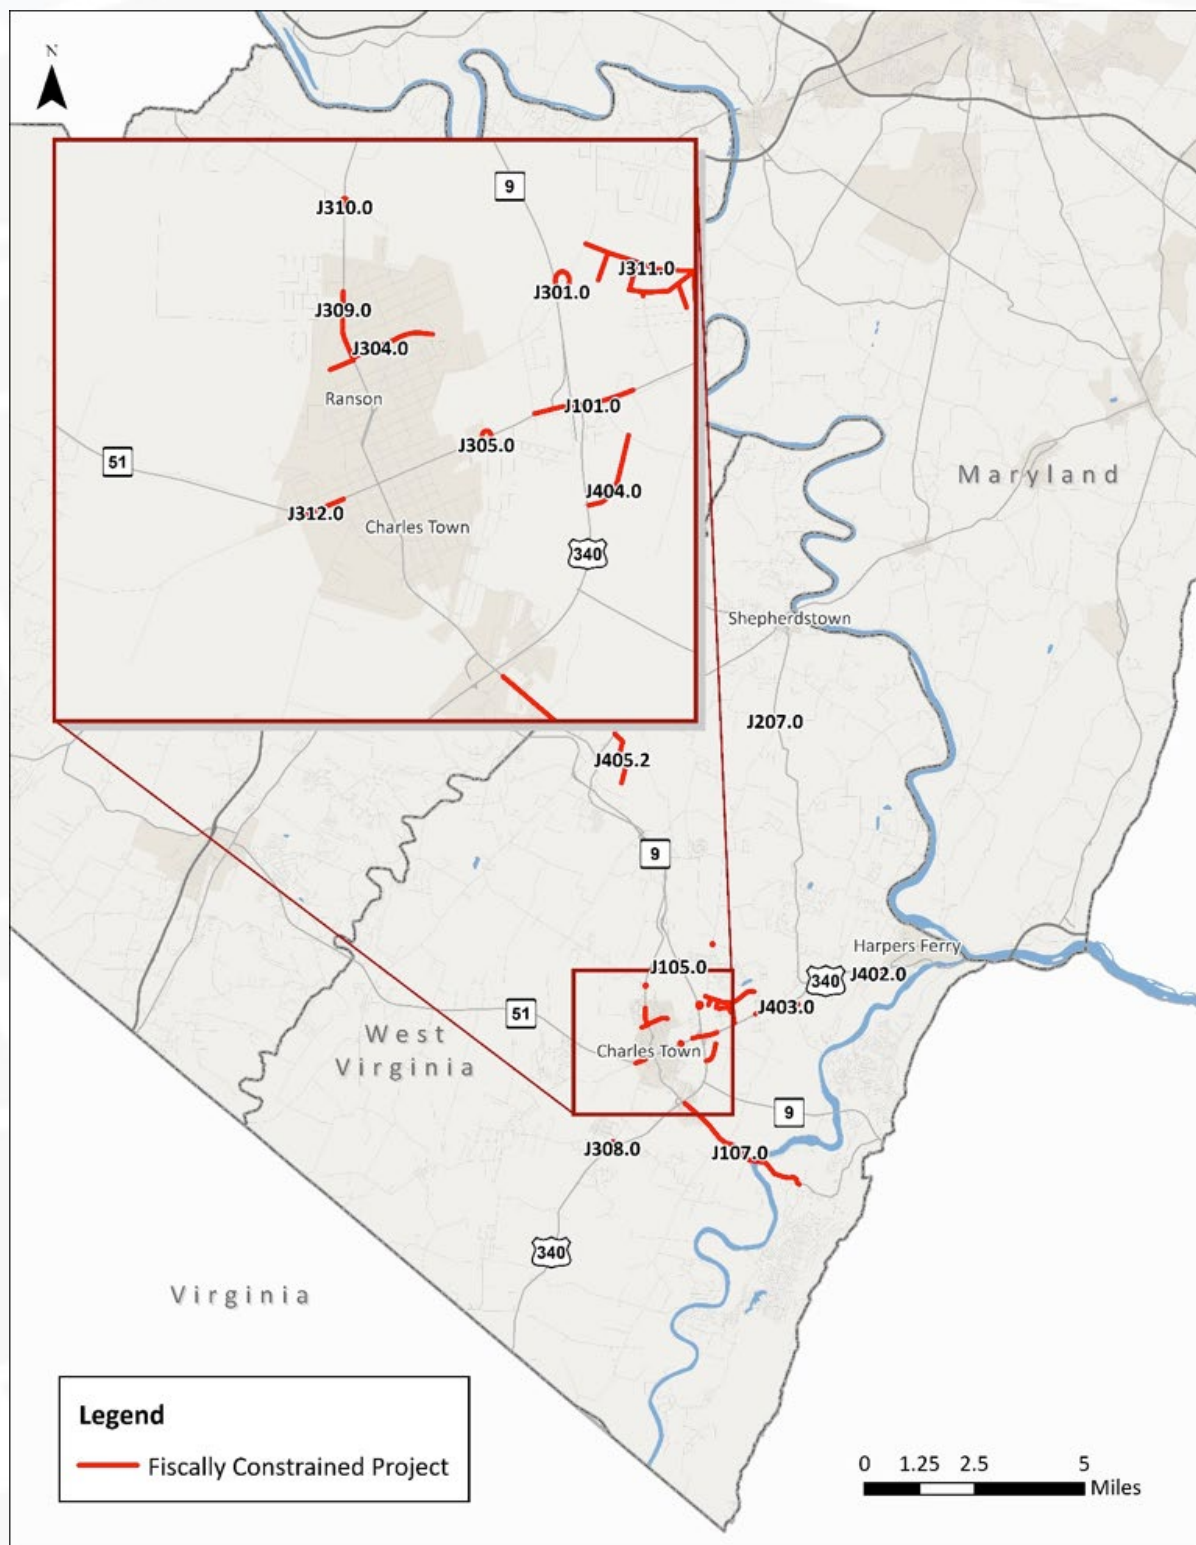 N
J310.0
9
J311.0
J301.0
J309.0
J304.0
Ranson
J101.0
J305.0
51
J404.0
J312.0
Charles Town
340
Maryland
Shepherdstown
J207.0
J405.2
9
Harpers Ferry
J105.0
340
J402.0
J403.0
51
West
Virginia
Charles Town
9
J308.0
J107.0
340
Virginia
Legend
Fiscally Constrained Project
0 1.25 2.5 5
Miles